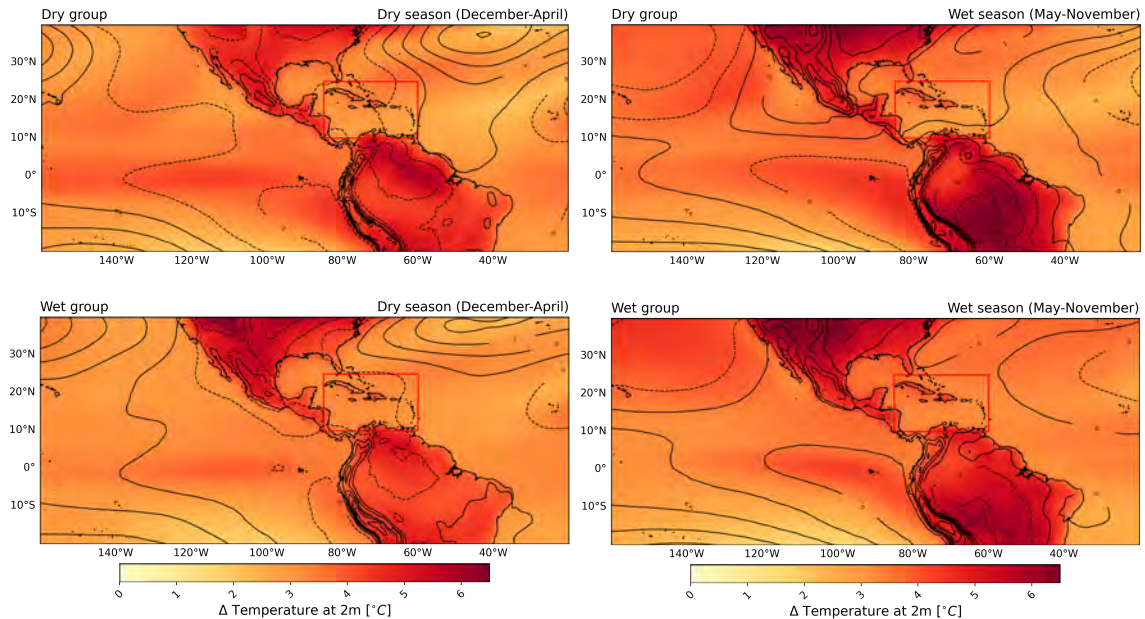 Dry group Dry season (December-April)
30°N
20°N
10°N
0°
10°S
140°W 120°W 100°W 80°W 60°W 40°W
Dry group Wet season (May-November)
30°N
20°N
10°N
0°
10°S
140°W 120°W 100°W 80°W 60°W 40°W
Wet group Dry season (December-April)
30°N
20°N
10°N
0°
10°S
140°W 120°W 100°W 80°W 60°W 40°W
Wet group Wet season (May-November)
30°N
20°N
10°N
0°
10°S
140°W 120°W 100°W 80°W 60°W 40°W
0 1 2 3 4 5 6
Δ Temperature at 2m [°C]
0 1 2 3 4 5 6
Δ Temperature at 2m [°C]